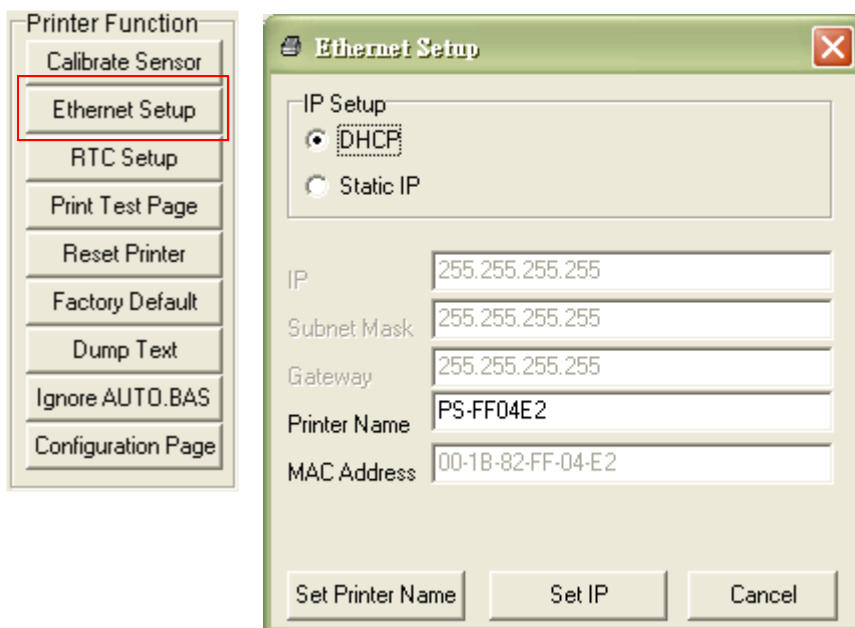 Printer Function
Calibrate Sensor
Ethernet Setup
RTC Setup
Print Test Page
Reset Printer
Factory Default
Dump Text
Ignore AUTO.BAS
Configuration Page
Ethernet Setup
IP Setup
DHCP
Static IP
IP 255.255.255.255
Subnet Mask 255.255.255.255
Gateway 255.255.255.255
Printer Name PS-FF04E2
MAC Address 00-1B-82-FF-04-E2
Set Printer Name Set IP Cancel